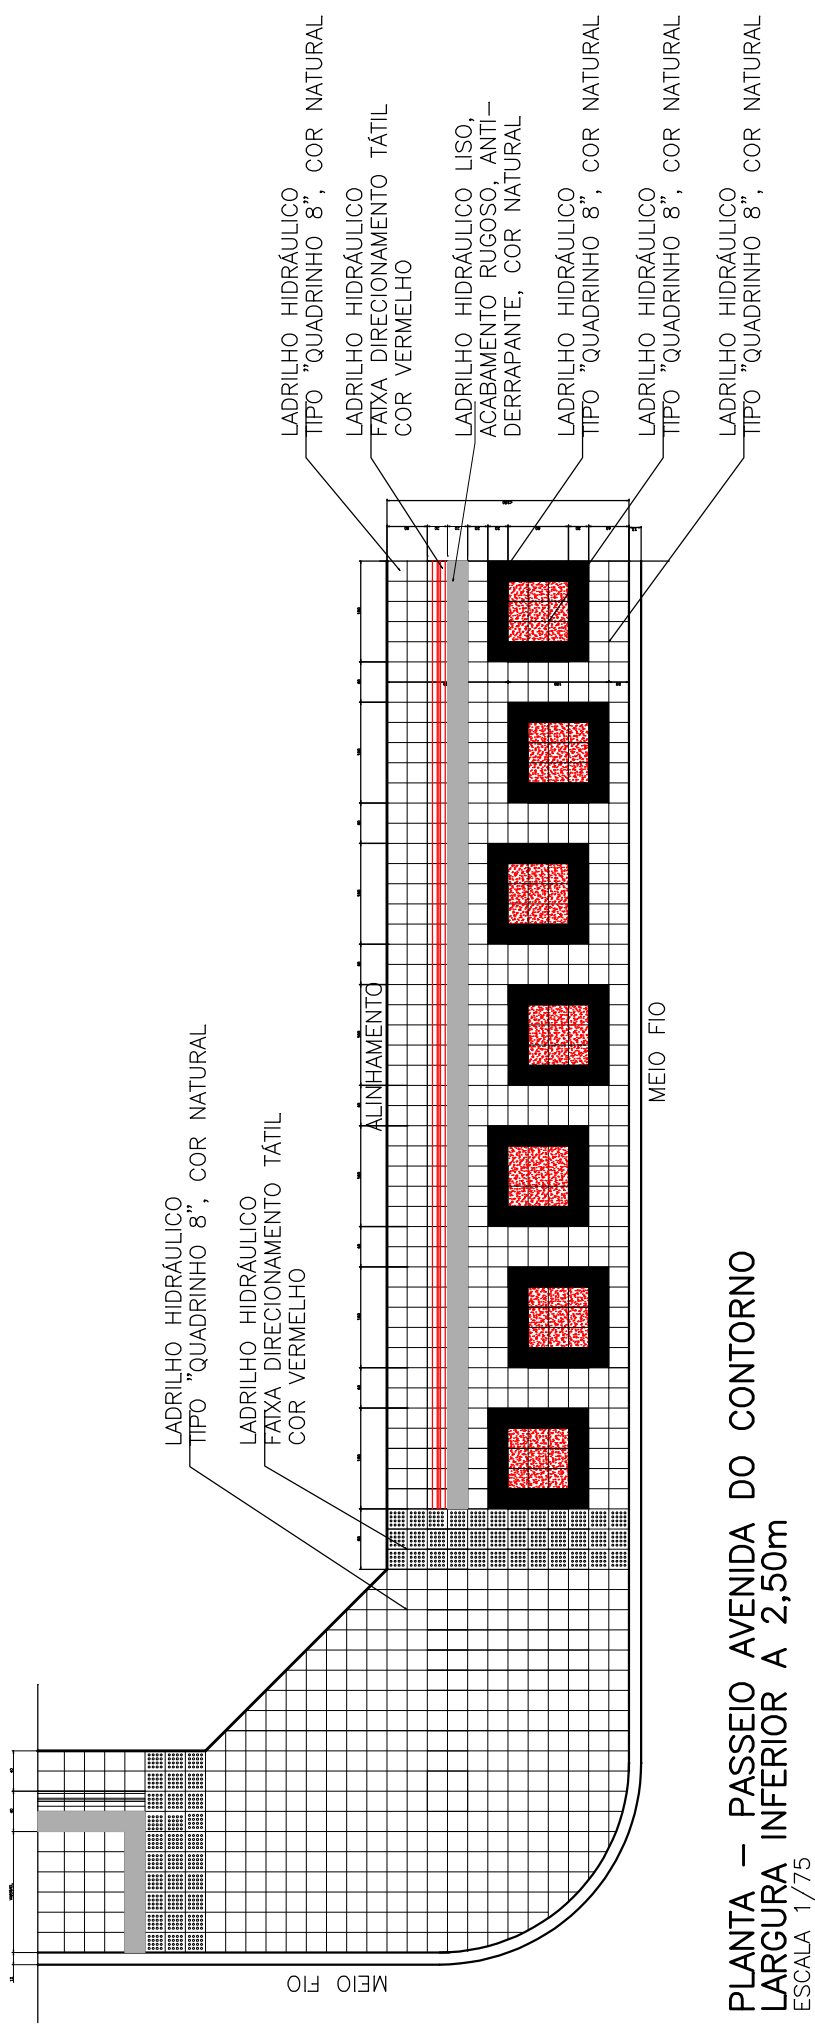 LADRILHO HIDRÁULICO
TIPO "QUADRINHO 8", COR NATURAL
LADRILHO HIDRÁULICO
FAIXA DIRECIONAMENTO TÁTIL
COR VERMELHO
LADRILHO HIDRÁULICO
TIPO "QUADRINHO 8", COR NATURAL
LADRILHO HIDRÁULICO
FAIXA DIRECIONAMENTO TÁTIL
COR VERMELHO
LADRILHO HIDRÁULICO LISO,
ACABAMENTO RUGOSO, ANTI-
DERRAPANTE, COR NATURAL
LADRILHO HIDRÁULICO
TIPO "QUADRINHO 8", COR NATURAL
LADRILHO HIDRÁULICO
TIPO "QUADRINHO 8", COR NATURAL
LADRILHO HIDRÁULICO
TIPO "QUADRINHO 8", COR NATURAL
ALINHAMENTO
MEIO FIO
MEIO FIO
PLANTA - PASSEIO AVENIDA DO CONTORNO
LARGURA INFERIOR A 2,50m
ESCALA 1/75